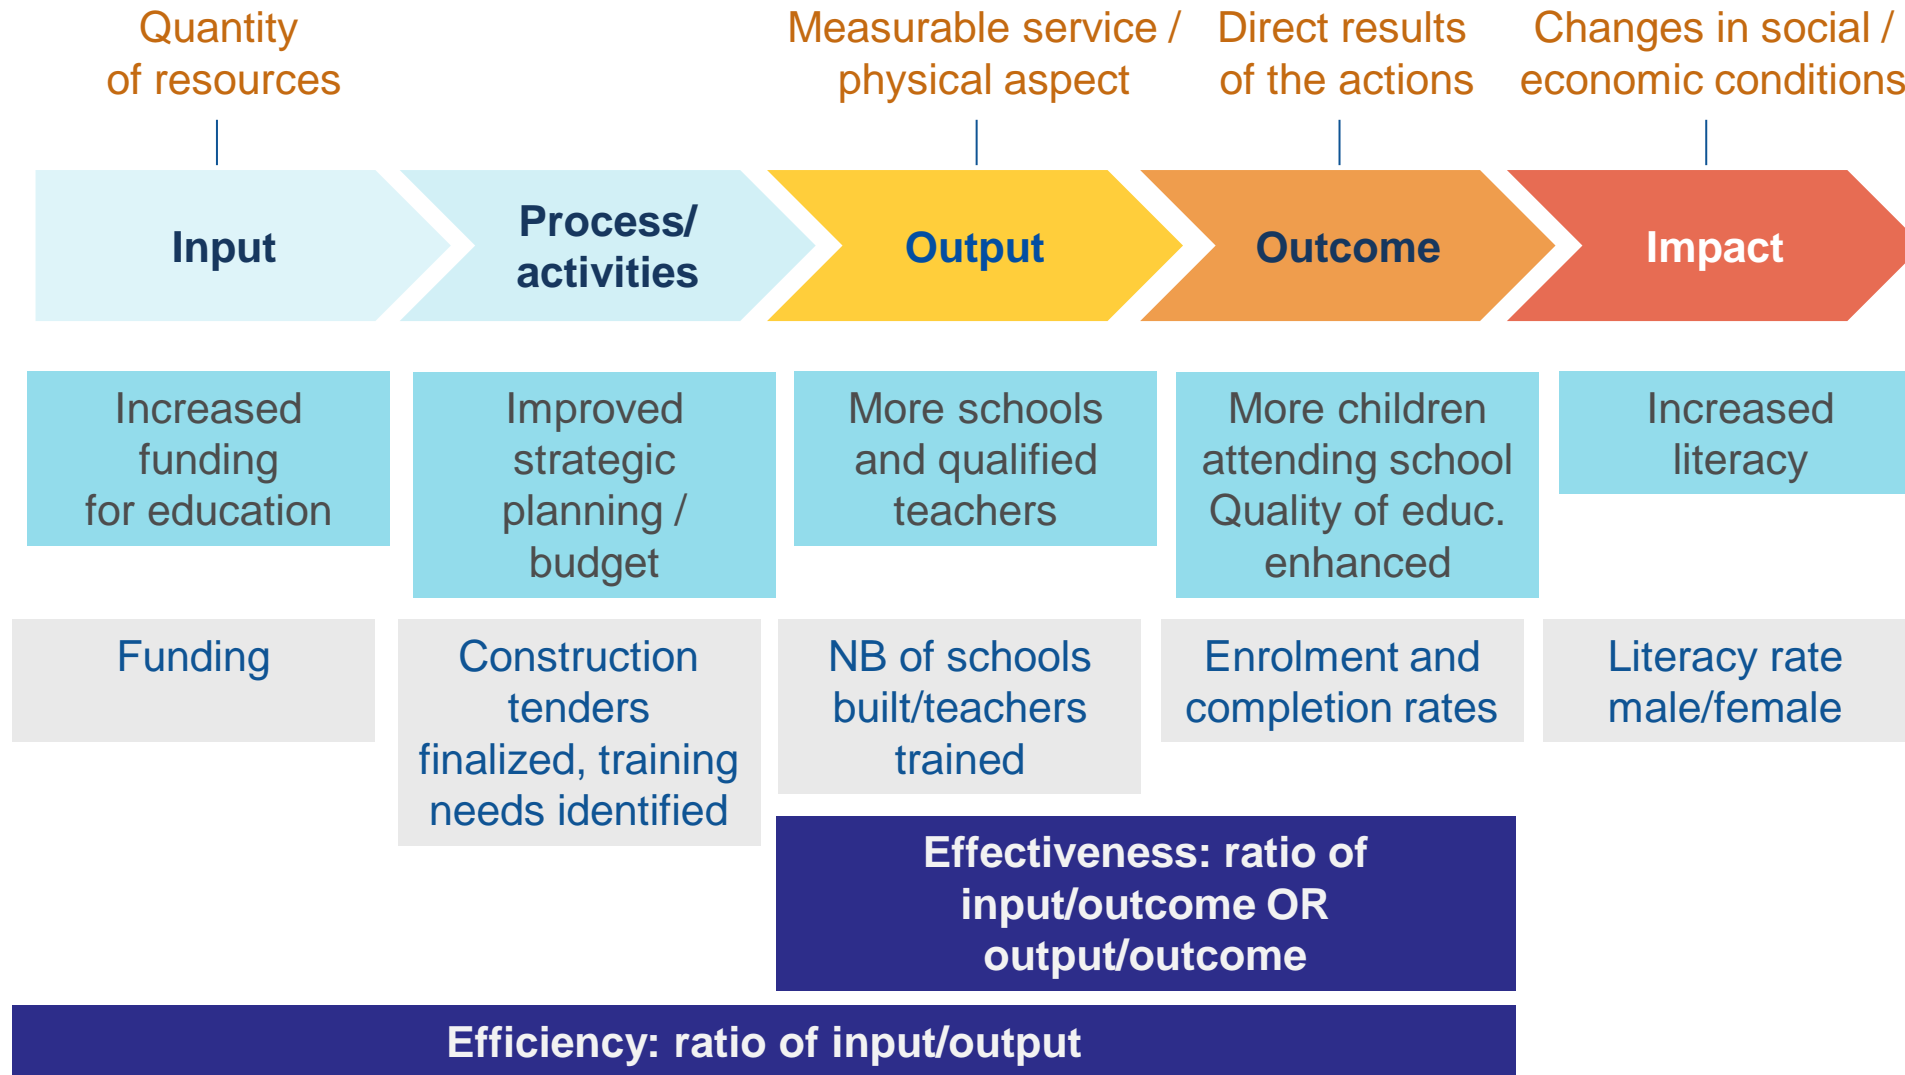 Quantity
of resources
Measurable service /
physical aspect
Direct results
of the actions
Changes in social /
economic conditions
Input
Process/
activities
Output
Outcome
Impact
Increased
funding
for education
Improved
strategic
planning /
budget
More schools
and qualified
teachers
More children
attending school
Quality of educ.
enhanced
Increased
literacy
Funding
Construction
tenders
finalized, training
needs identified
NB of schools
built/teachers
trained
Enrolment and
completion rates
Literacy rate
male/female
Effectiveness: ratio of
input/outcome OR
output/outcome
Efficiency: ratio of input/output